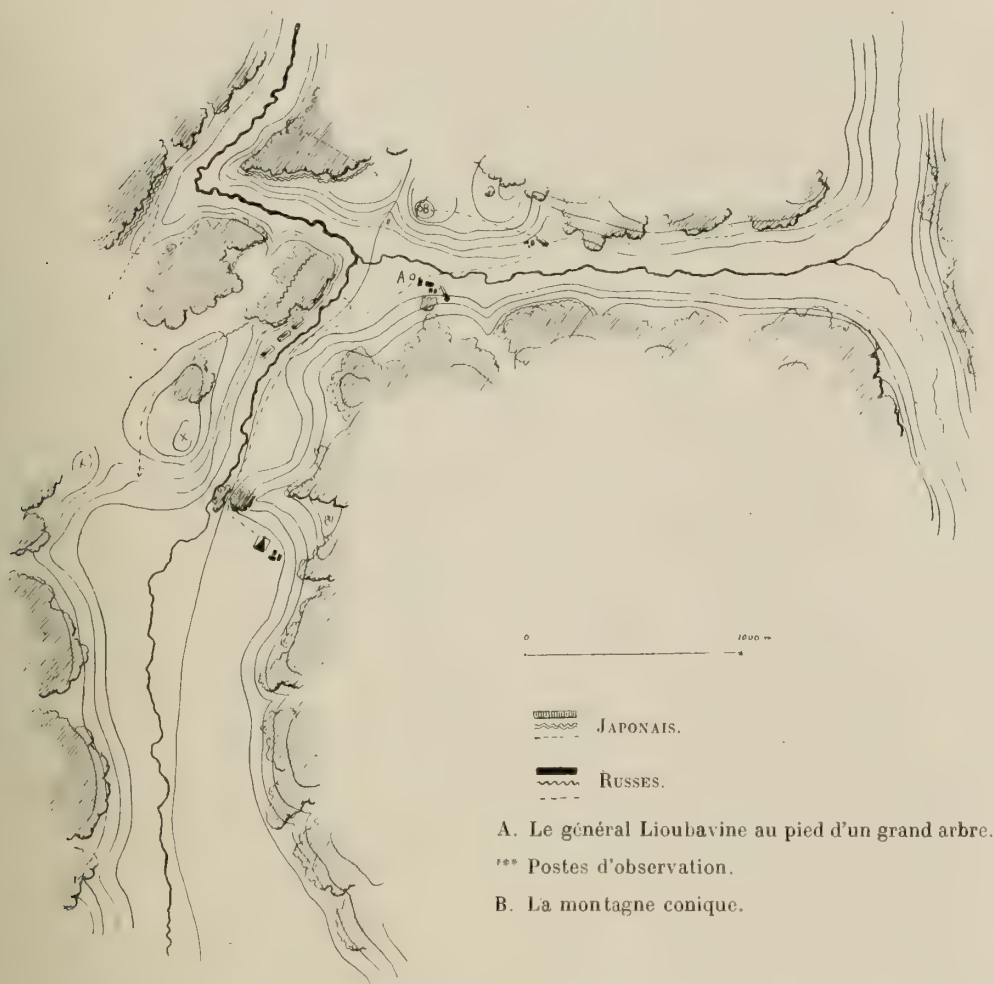 A
0 1000 m
JAPONAIS.
RUSSES.
A. Le général Lioubavine au pied d'un grand arbre.
Postes d'observation.
B. La montagne conique.